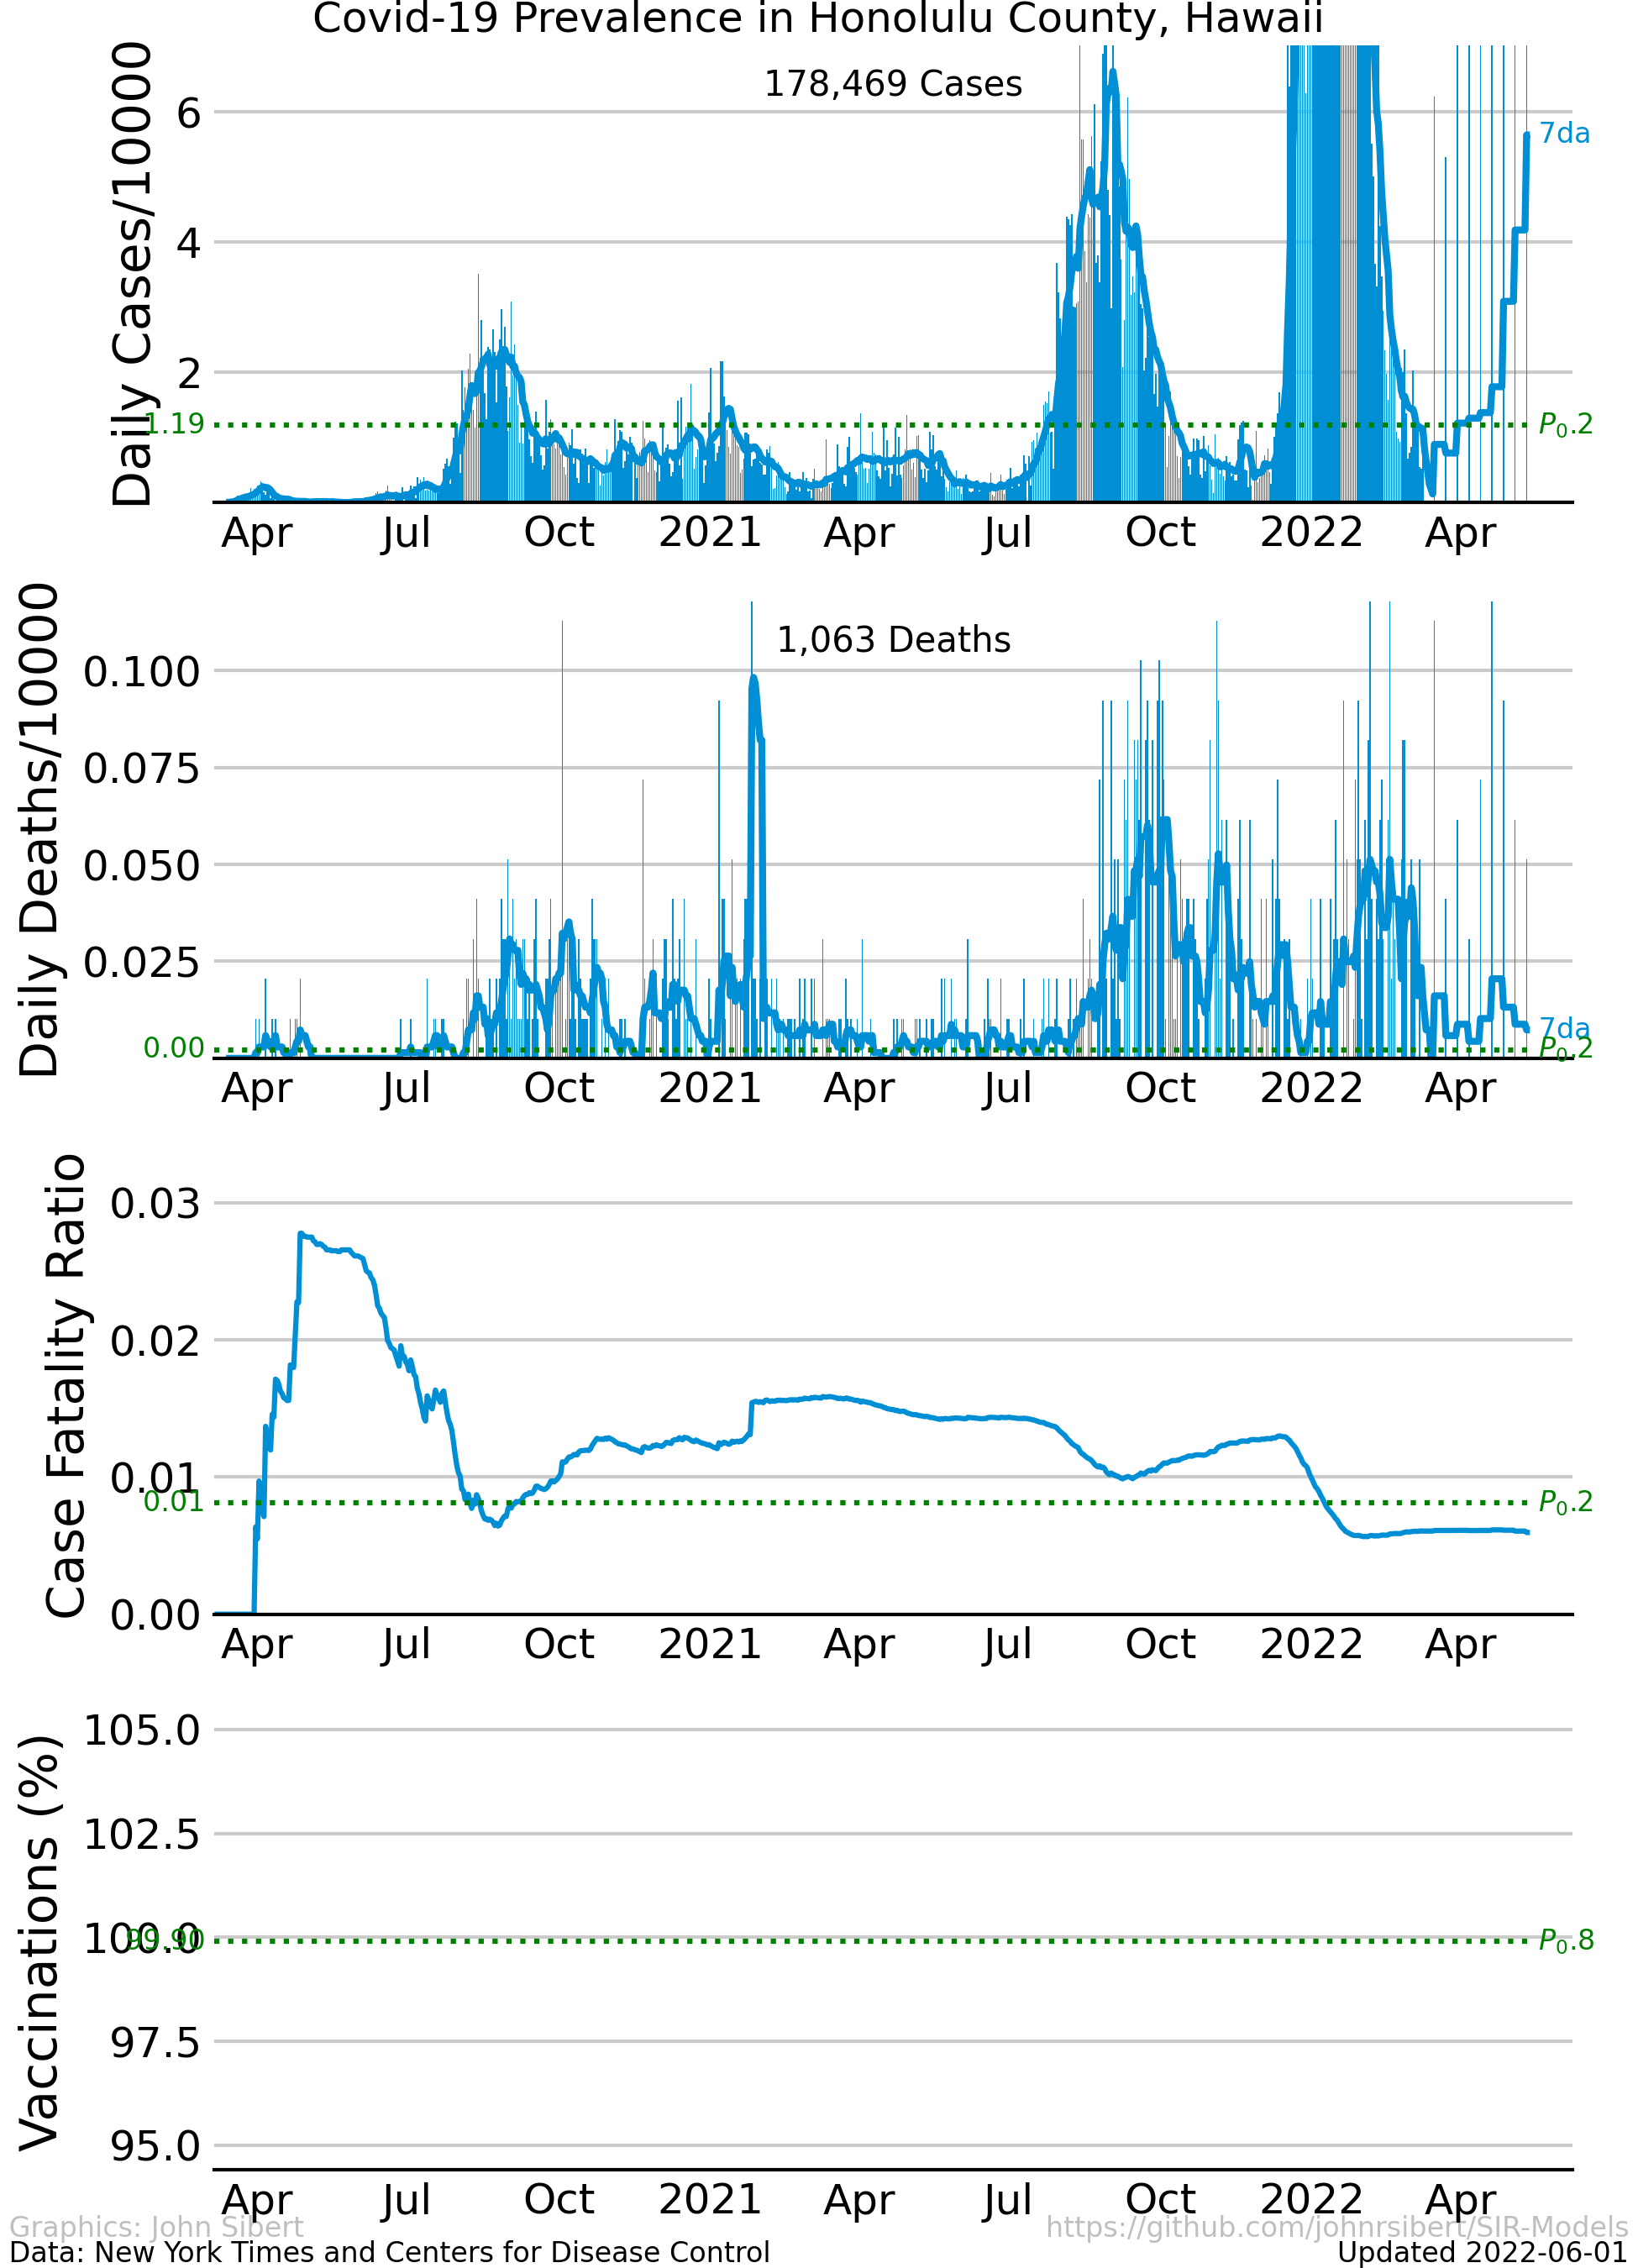 Covid-19 Prevalence in Honolulu County, Hawaii
Daily Cases/10000
178,469 Cases
6
4
2
1.19
7da
P0.2
Apr Jul Oct 2021 Apr Jul Oct 2022 Apr
Daily Deaths/10000
1,063 Deaths
0.100
0.075
0.050
0.025
0.00
7da
P0.2
Apr Jul Oct 2021 Apr Jul Oct 2022 Apr
Case Fatality Ratio
0.03
0.02
0.01
0.01
P0.2
0.00
Apr Jul Oct 2021 Apr Jul Oct 2022 Apr
Vaccinations (%)
105.0
102.5
100.0
99.90
P0.8
97.5
95.0
Apr Jul Oct 2021 Apr Jul Oct 2022 Apr
Graphics: John Sibert
https://github.com/johnrsibert/SIR-Models
Data: New York Times and Centers for Disease Control
Updated 2022-06-01